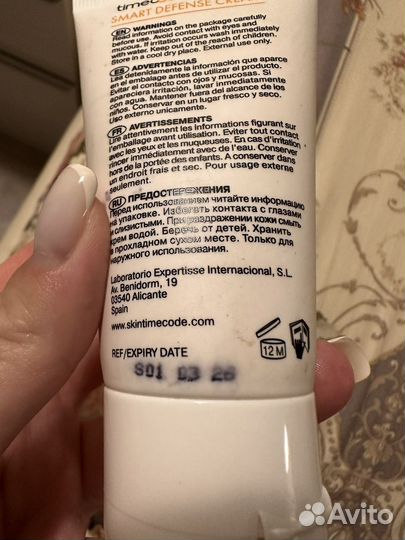 timecode
SMART DEFENSE CREAM
EN WARNINGS
Read information on the package carefully
before use. Avoid contact with eyes and
mucous. If irritation occurs wash immediately
with water. Keep out of the reach of children.
Store in a cool dry place. External use only.
ES ADVERTENCIAS
Lea detenidamente la información que aparece
en el embalaje antes de utilizar el producto.
Evitar el contacto con ojos y mucosas. Si
apareciera irritación, lavar inmediatamente
con agua. Mantener fuera del alcance de los
niños. Conservar en un lugar fresco y seco.
Uso externo unicamente.
FR AVERTISSEMENTS
Lire attentivement les informations figurant sur
l'emballage avant utilisation. Eviter tout contact
avec les yeux et les muqueuses. En cas d'irritation
rincer immédiatement avec de l'eau. Conserver
hors de la portée des enfants. A conserver dans
un endroit frais et sec. Pour usage externe
seulement.
RU ПРЕДОСТЕРЕЖЕНИЯ
Перед использованием читайте информацию
на упаковке. Избегать контакта с глазами
и слизистыми. При раздражении кожи смыть
крем водой. Беречь от детей. Хранить
в прохладном сухом месте. Только для
наружного использования.
Laboratorio Expertisse Internacional, S.L.
Av. Benidorm, 19
03540 Alicante
Spain
www.skintimecode.com
12 M
REF/EXPIRY DATE
S01 03 26
Avito